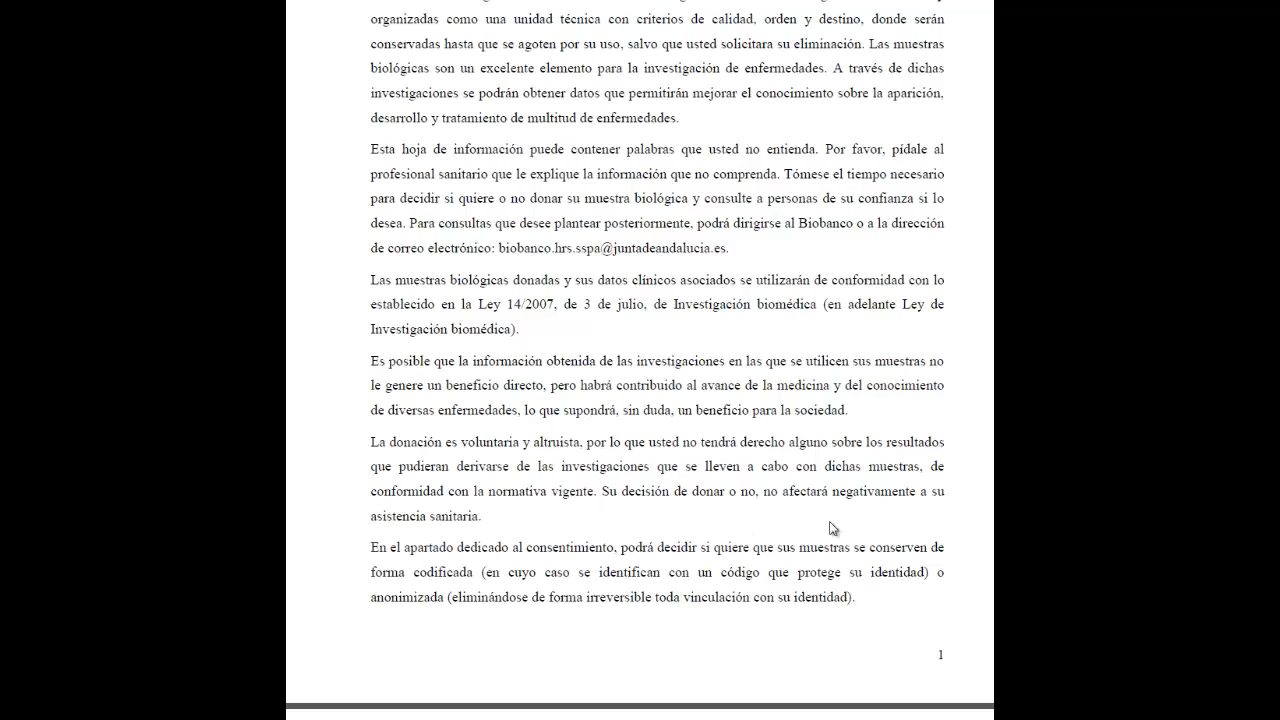 organizadas como una unidad técnica con criterios de calidad, orden y destino, donde serán
conservadas hasta que se agoten por su uso, salvo que usted solicitara su eliminación. Las muestras
biológicas son un excelente elemento para la investigación de enfermedades. A través de dichas
investigaciones se podrán obtener datos que permitirán mejorar el conocimiento sobre la aparición,
desarrollo y tratamiento de multitud de enfermedades.
Esta hoja de información puede contener palabras que usted no entienda. Por favor, pídale al
profesional sanitario que le explique la información que no comprenda. Tómese el tiempo necesario
para decidir si quiere o no donar su muestra biológica y consulte a personas de su confianza si lo
desea. Para consultas que desee plantear posteriormente, podrá dirigirse al Biobanco o a la dirección
de correo electrónico: biobanco.hrs.sspa@juntadeandalucia.es.
Las muestras biológicas donadas y sus datos clínicos asociados se utilizarán de conformidad con lo
establecido en la Ley 14/2007, de 3 de julio, de Investigación biomédica (en adelante Ley de
Investigación biomédica).
Es posible que la información obtenida de las investigaciones en las que se utilicen sus muestras no
le genere un beneficio directo, pero habrá contribuido al avance de la medicina y del conocimiento
de diversas enfermedades, lo que supondrá, sin duda, un beneficio para la sociedad.
La donación es voluntaria y altruista, por lo que usted no tendrá derecho alguno sobre los resultados
que pudieran derivarse de las investigaciones que se lleven a cabo con dichas muestras, de
conformidad con la normativa vigente. Su decisión de donar o no, no afectará negativamente a su
asistencia sanitaria.
En el apartado dedicado al consentimiento, podrá decidir si quiere que sus muestras se conserven de
forma codificada (en cuyo caso se identifican con un código que protege su identidad) o
anonimizada (eliminándose de forma irreversible toda vinculación con su identidad).
1